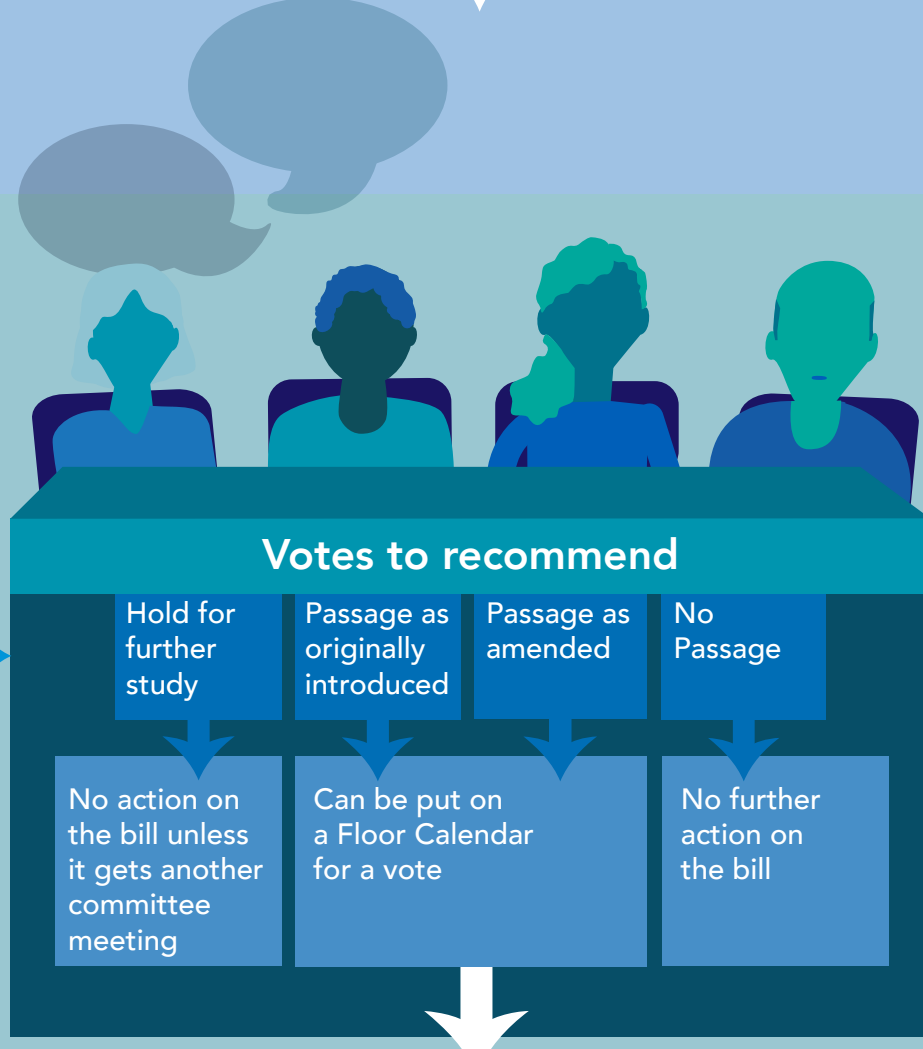 Votes to recommend
Hold for
further
study
Passage as
originally
introduced
Passage as
amended
No
Passage
No action on
the bill unless
it gets another
committee
meeting
Can be put on
a Floor Calendar
for a vote
No further
action on
the bill